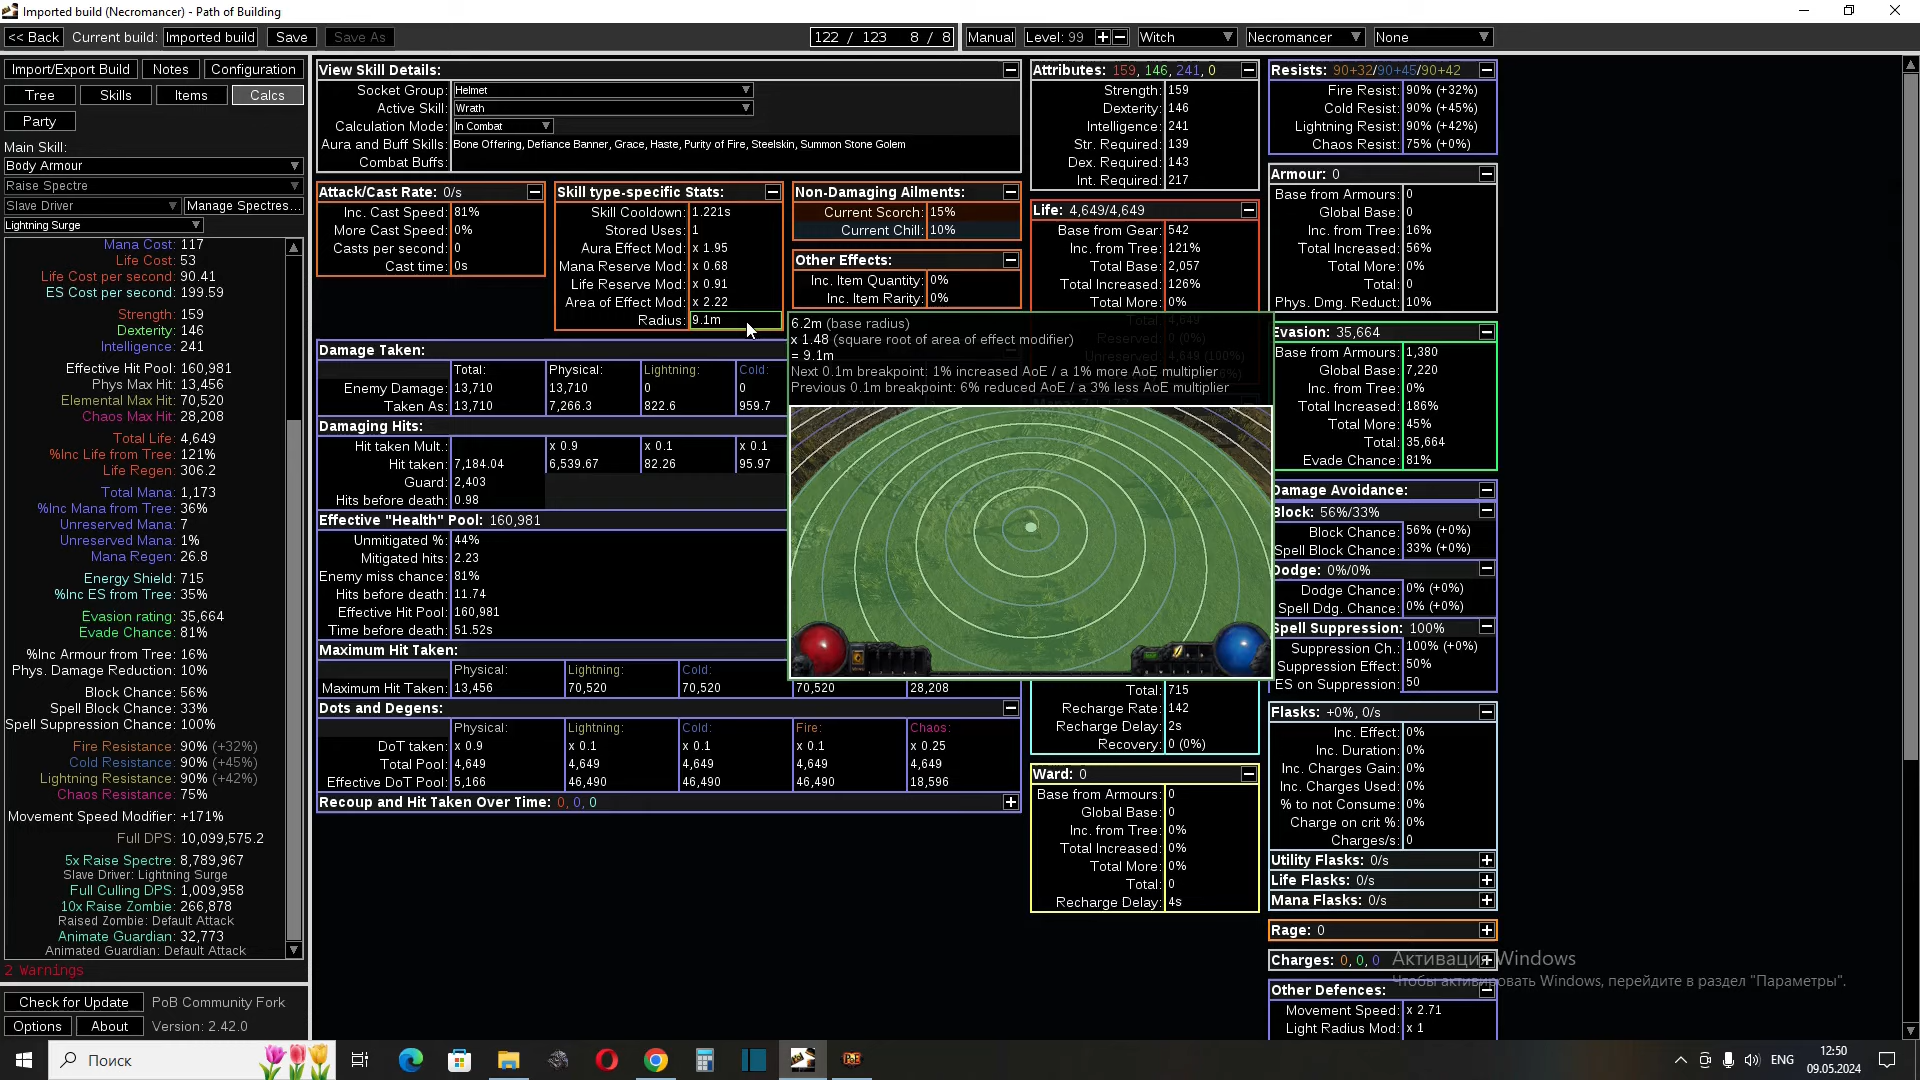 Imported build (Necromancer) - Path of Building
<< Back Current build: Imported build Save Save As 122 / 123 8 / 8 Manual Level: 99 + − Witch Necromancer None
Import/Export Build Notes Configuration
Tree Skills Items Calcs
Party
Main Skill:
Body Armour
Raise Spectre
Slave Driver Manage Spectres...
Lightning Surge
Mana Cost: 117
Life Cost: 53
Life Cost per second: 90.41
ES Cost per second: 199.59
Strength: 159
Dexterity: 146
Intelligence: 241
Effective Hit Pool: 160,981
Phys Max Hit: 13,456
Elemental Max Hit: 70,520
Chaos Max Hit: 28,208
Total Life: 4,649
%Inc Life from Tree: 121%
Life Regen: 306.2
Total Mana: 1,173
%Inc Mana from Tree: 36%
Unreserved Mana: 7
Unreserved Mana: 1%
Mana Regen: 26.8
Energy Shield: 715
%Inc ES from Tree: 35%
Evasion rating: 35,664
Evade Chance: 81%
%Inc Armour from Tree: 16%
Phys. Damage Reduction: 10%
Block Chance: 56%
Spell Block Chance: 33%
Spell Suppression Chance: 100%
Fire Resistance: 90% (+32%)
Cold Resistance: 90% (+45%)
Lightning Resistance: 90% (+42%)
Chaos Resistance: 75%
Movement Speed Modifier: +171%
Full DPS: 10,099,575.2
5x Raise Spectre: 8,789,967
Slave Driver: Lightning Surge
Full Culling DPS: 1,009,958
10x Raise Zombie: 266,878
Raised Zombie: Default Attack
Animate Guardian: 32,773
Animated Guardian: Default Attack
2 Warnings
Check for Update PoB Community Fork
Options About Version: 2.42.0
View Skill Details:
Socket Group: Helmet
Active Skill: Wrath
Calculation Mode: In Combat
Aura and Buff Skills: Bone Offering, Defiance Banner, Grace, Haste, Purity of Fire, Steelskin, Summon Stone Golem
Combat Buffs:
Attack/Cast Rate: 0/s
Inc. Cast Speed: 81%
More Cast Speed: 0%
Casts per second: 0
Cast time: 0s
Skill type-specific Stats:
Skill Cooldown: 1.221s
Stored Uses: 1
Aura Effect Mod: x 1.95
Mana Reserve Mod: x 0.68
Life Reserve Mod: x 0.91
Area of Effect Mod: x 2.22
Radius: 9.1m
Non-Damaging Ailments:
Current Scorch: 15%
Current Chill: 10%
Other Effects:
Inc. Item Quantity: 0%
Inc. Item Rarity: 0%
6.2m (base radius)
x 1.48 (square root of area of effect modifier)
= 9.1m
Next 0.1m breakpoint: 1% increased AoE / a 1% more AoE multiplier
Previous 0.1m breakpoint: 6% reduced AoE / a 3% less AoE multiplier
Damage Taken:
Total: Physical: Lightning: Cold:
Enemy Damage: 13,710 13,710 0 0
Taken As: 13,710 7,266.3 822.6 959.7
Damaging Hits:
Hit taken Mult.: x 0.9 x 0.1 x 0.1
Hit taken: 7,184.04 6,539.67 82.26 95.97
Guard: 2,403
Hits before death: 0.98
Effective "Health" Pool: 160,981
Unmitigated %: 44%
Mitigated hits: 2.23
Enemy miss chance: 81%
Hits before death: 11.74
Effective Hit Pool: 160,981
Time before death: 51.52s
Maximum Hit Taken:
Physical: Lightning: Cold:
Maximum Hit Taken: 13,456 70,520 70,520 70,520 28,208
Dots and Degens:
Physical: Lightning: Cold: Fire: Chaos:
DoT taken: x 0.9 x 0.1 x 0.1 x 0.1 x 0.25
Total Pool: 4,649 4,649 4,649 4,649 4,649
Effective DoT Pool: 5,166 46,490 46,490 46,490 18,596
Recoup and Hit Taken Over Time: 0, 0, 0
Attributes: 159, 146, 241, 0
Strength: 159
Dexterity: 146
Intelligence: 241
Str. Required: 139
Dex. Required: 143
Int. Required: 217
Life: 4,649/4,649
Base from Gear: 542
Inc. from Tree: 121%
Total Base: 2,057
Total Increased: 126%
Total More: 0%
Total: 4,649
Reserved: 0 (0%)
Unreserved: 4,649 (100%)
Total: 715
Recharge Rate: 142
Recharge Delay: 2s
Recovery: 0 (0%)
Ward: 0
Base from Armours: 0
Global Base: 0
Inc. from Tree: 0%
Total Increased: 0%
Total More: 0%
Total: 0
Recharge Delay: 4s
Resists: 90+32/90+45/90+42
Fire Resist: 90% (+32%)
Cold Resist: 90% (+45%)
Lightning Resist: 90% (+42%)
Chaos Resist: 75% (+0%)
Armour: 0
Base from Armours: 0
Global Base: 0
Inc. from Tree: 16%
Total Increased: 56%
Total More: 0%
Total: 0
Phys. Dmg. Reduct: 10%
Evasion: 35,664
Base from Armours: 1,380
Global Base: 7,220
Inc. from Tree: 0%
Total Increased: 186%
Total More: 45%
Total: 35,664
Evade Chance: 81%
Damage Avoidance:
Block: 56%/33%
Block Chance: 56% (+0%)
Spell Block Chance: 33% (+0%)
Dodge: 0%/0%
Dodge Chance: 0% (+0%)
Spell Ddg. Chance: 0% (+0%)
Spell Suppression: 100%
Suppression Ch.: 100% (+0%)
Suppression Effect: 50%
ES on Suppression: 50
Flasks: +0%, 0/s
Inc. Effect: 0%
Inc. Duration: 0%
Inc. Charges Gain: 0%
Inc. Charges Used: 0%
% to not Consume: 0%
Charge on crit %: 0%
Charges/s: 0
Utility Flasks: 0/s
Life Flasks: 0/s
Mana Flasks: 0/s
Rage: 0
Charges: 0, 0, 0
Other Defences:
Movement Speed: x 2.71
Light Radius Mod: x 1
Активация Windows
Чтобы активировать Windows, перейдите в раздел "Параметры".
Поиск
ENG
12:50
09.05.2024